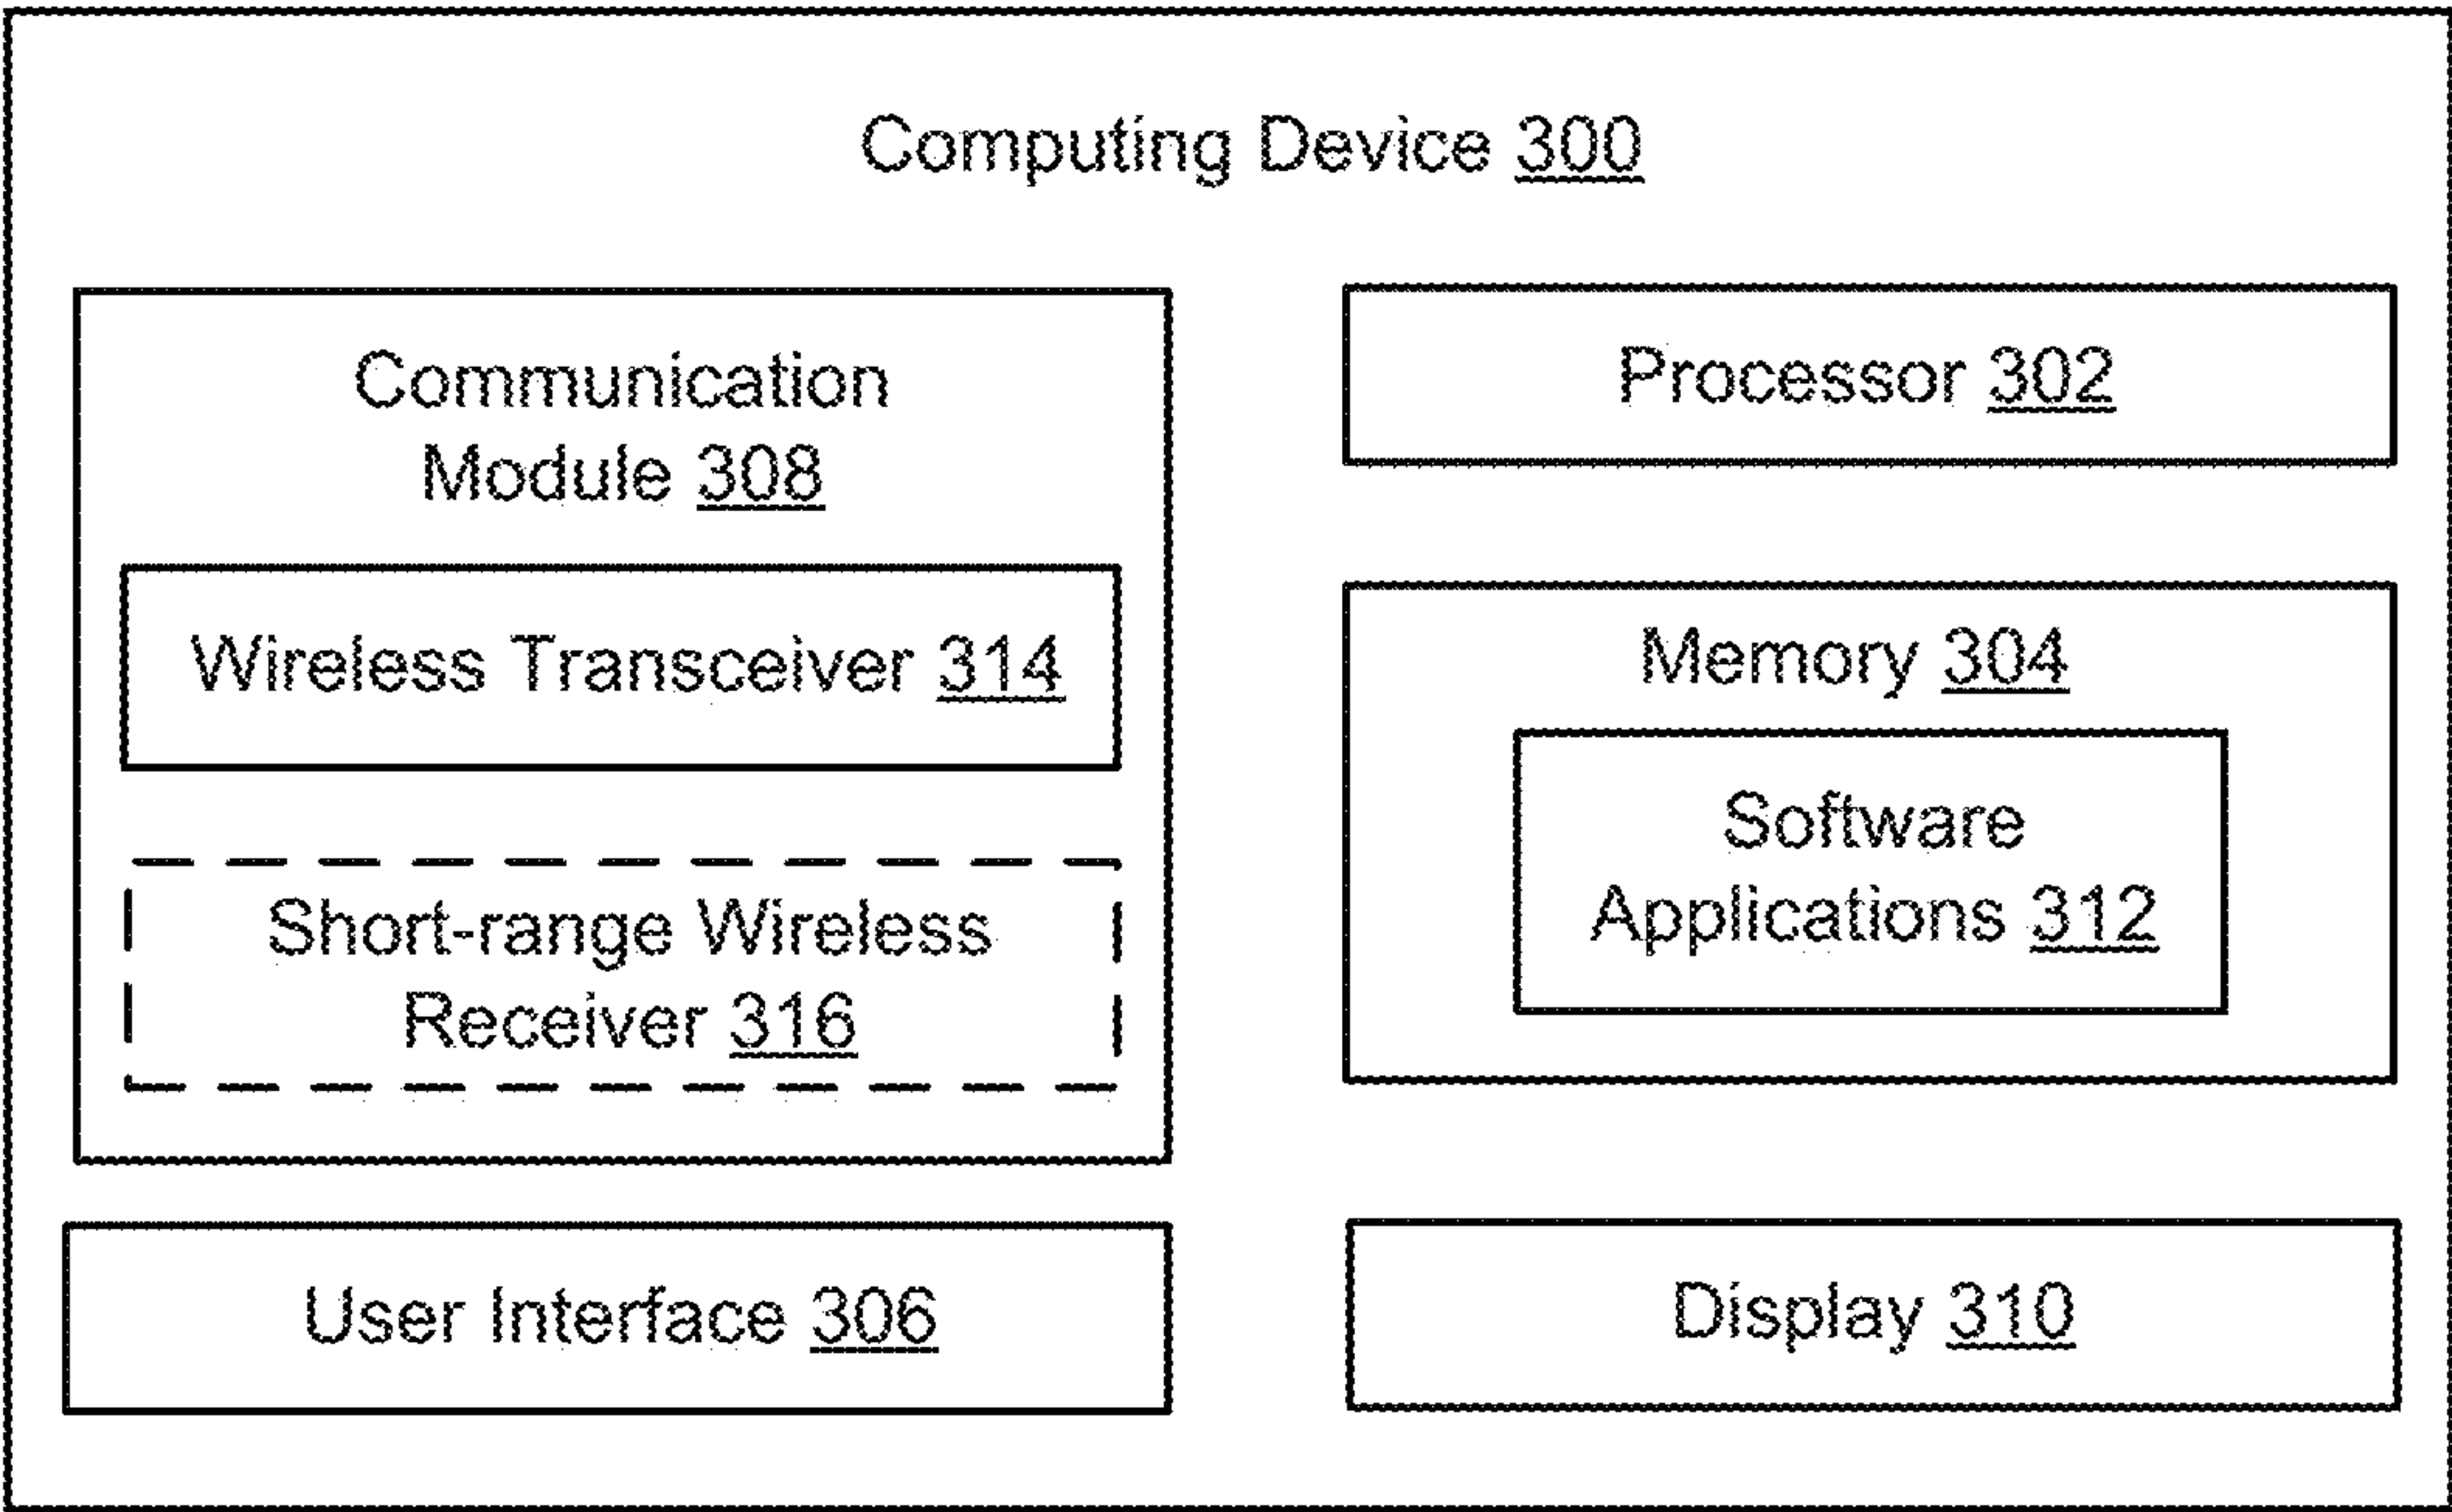 Computing Device 300
Communication
Module 308
Wireless Transceiver 314
Short-range Wireless
Receiver 316
User Interface 306
Processor 302
Memory 304
Software
Applications 312
Display 310